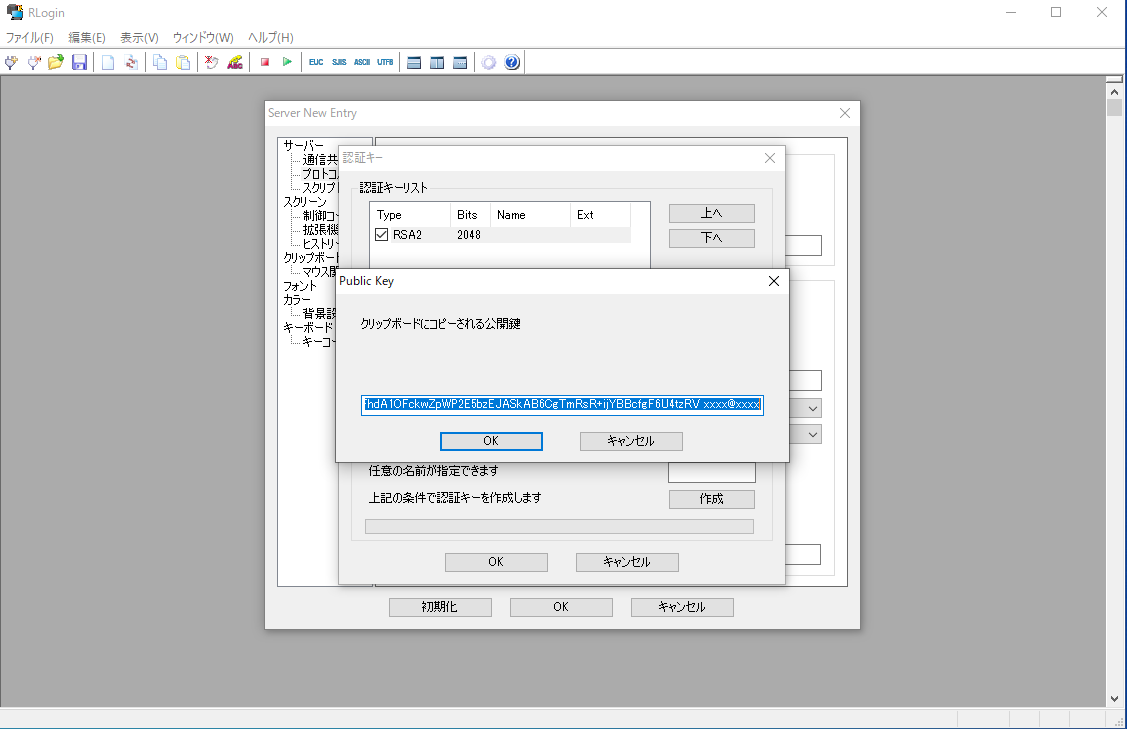 RLogin
ファイル(F) 編集(E) 表示(V) ウィンドウ(W) ヘルプ(H)
ABC EUC SJIS ASCII UTF8
Server New Entry
サーバー
プロトコ
スクリプ
スクリーン
制御コー
拡張機
ヒストリー
クリップボード
マウス
フォント
カラー
背景
キーボード
キーコー
認証キー
認証キーリスト
Type Bits Name Ext
RSA2 2048
上へ
下へ
Public Key
クリップボードにコピーされる公開鍵
fhdA1OFckwZpWP2E5bzEJASkAB6CgTmRsR+ijYBBcfgF6U4tzRV xxxx@xxxx
OK キャンセル
任意の名前が指定できます
上記の条件で認証キーを作成します 作成
OK キャンセル
初期化 OK キャンセル